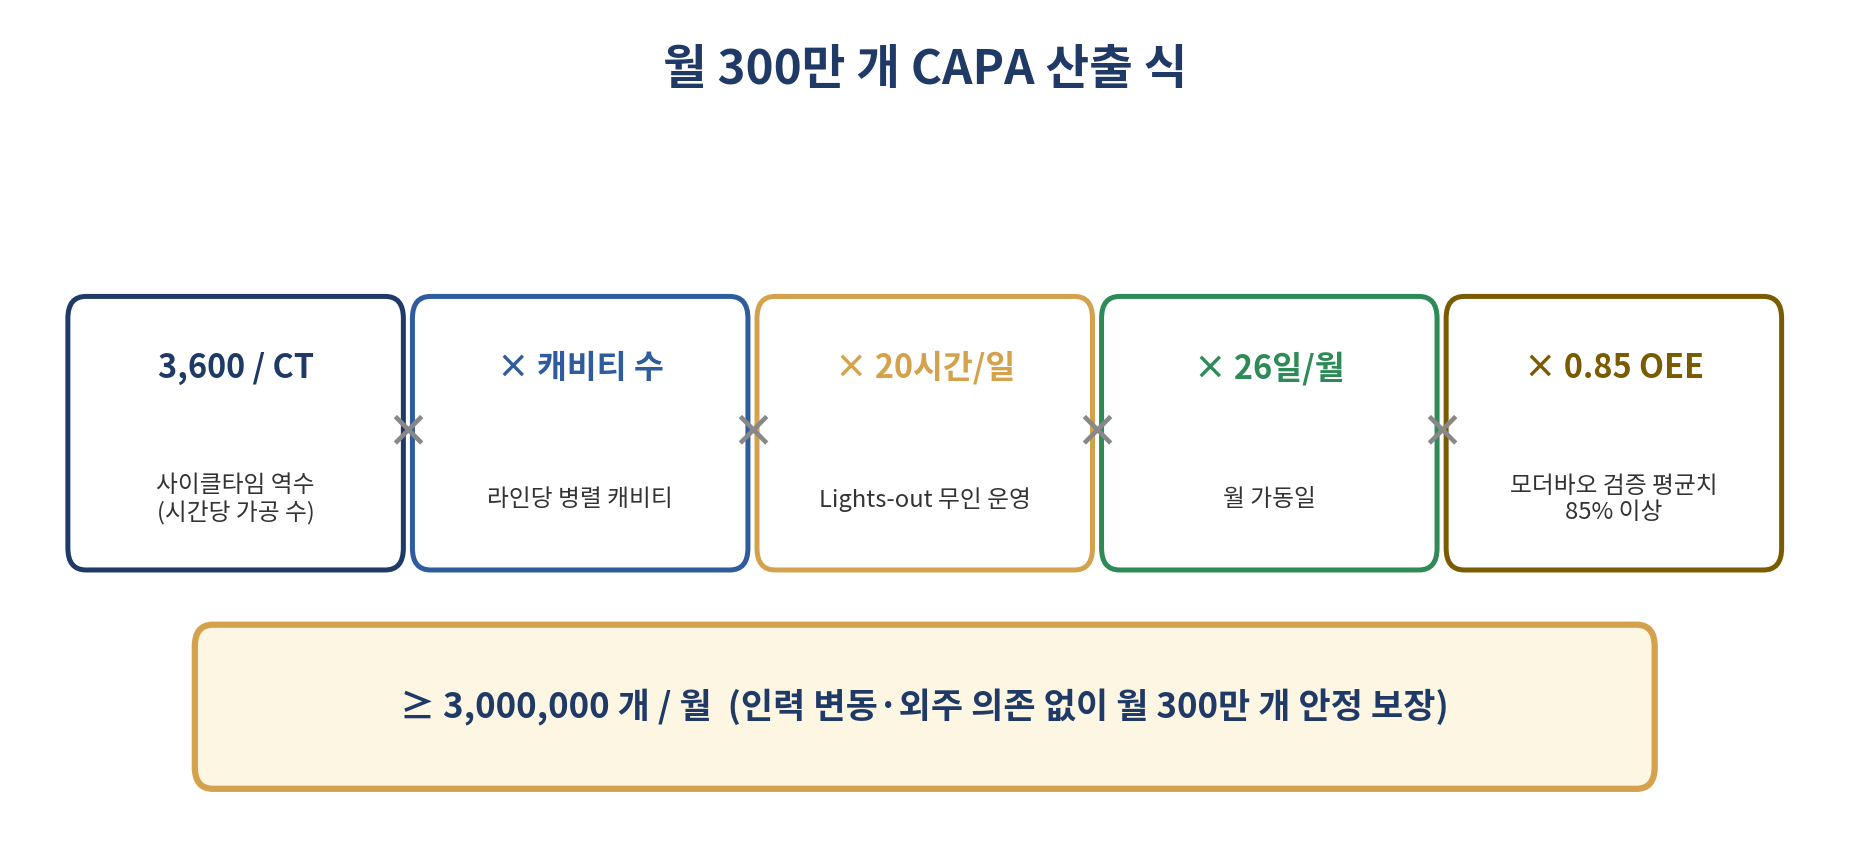 월 300만 개 CAPA 산출 식
3,600 / CT
× 캐비티 수
× 20시간/일
× 26일/월
× 0.85 OEE
×
×
×
×
사이클타임 역수
(시간당 가공 수)
라인당 병렬 캐비티
Lights-out 무인 운영
월 가동일
모더바오 검증 평균치
85% 이상
≥ 3,000,000 개 / 월 (인력 변동·외주 의존 없이 월 300만 개 안정 보장)